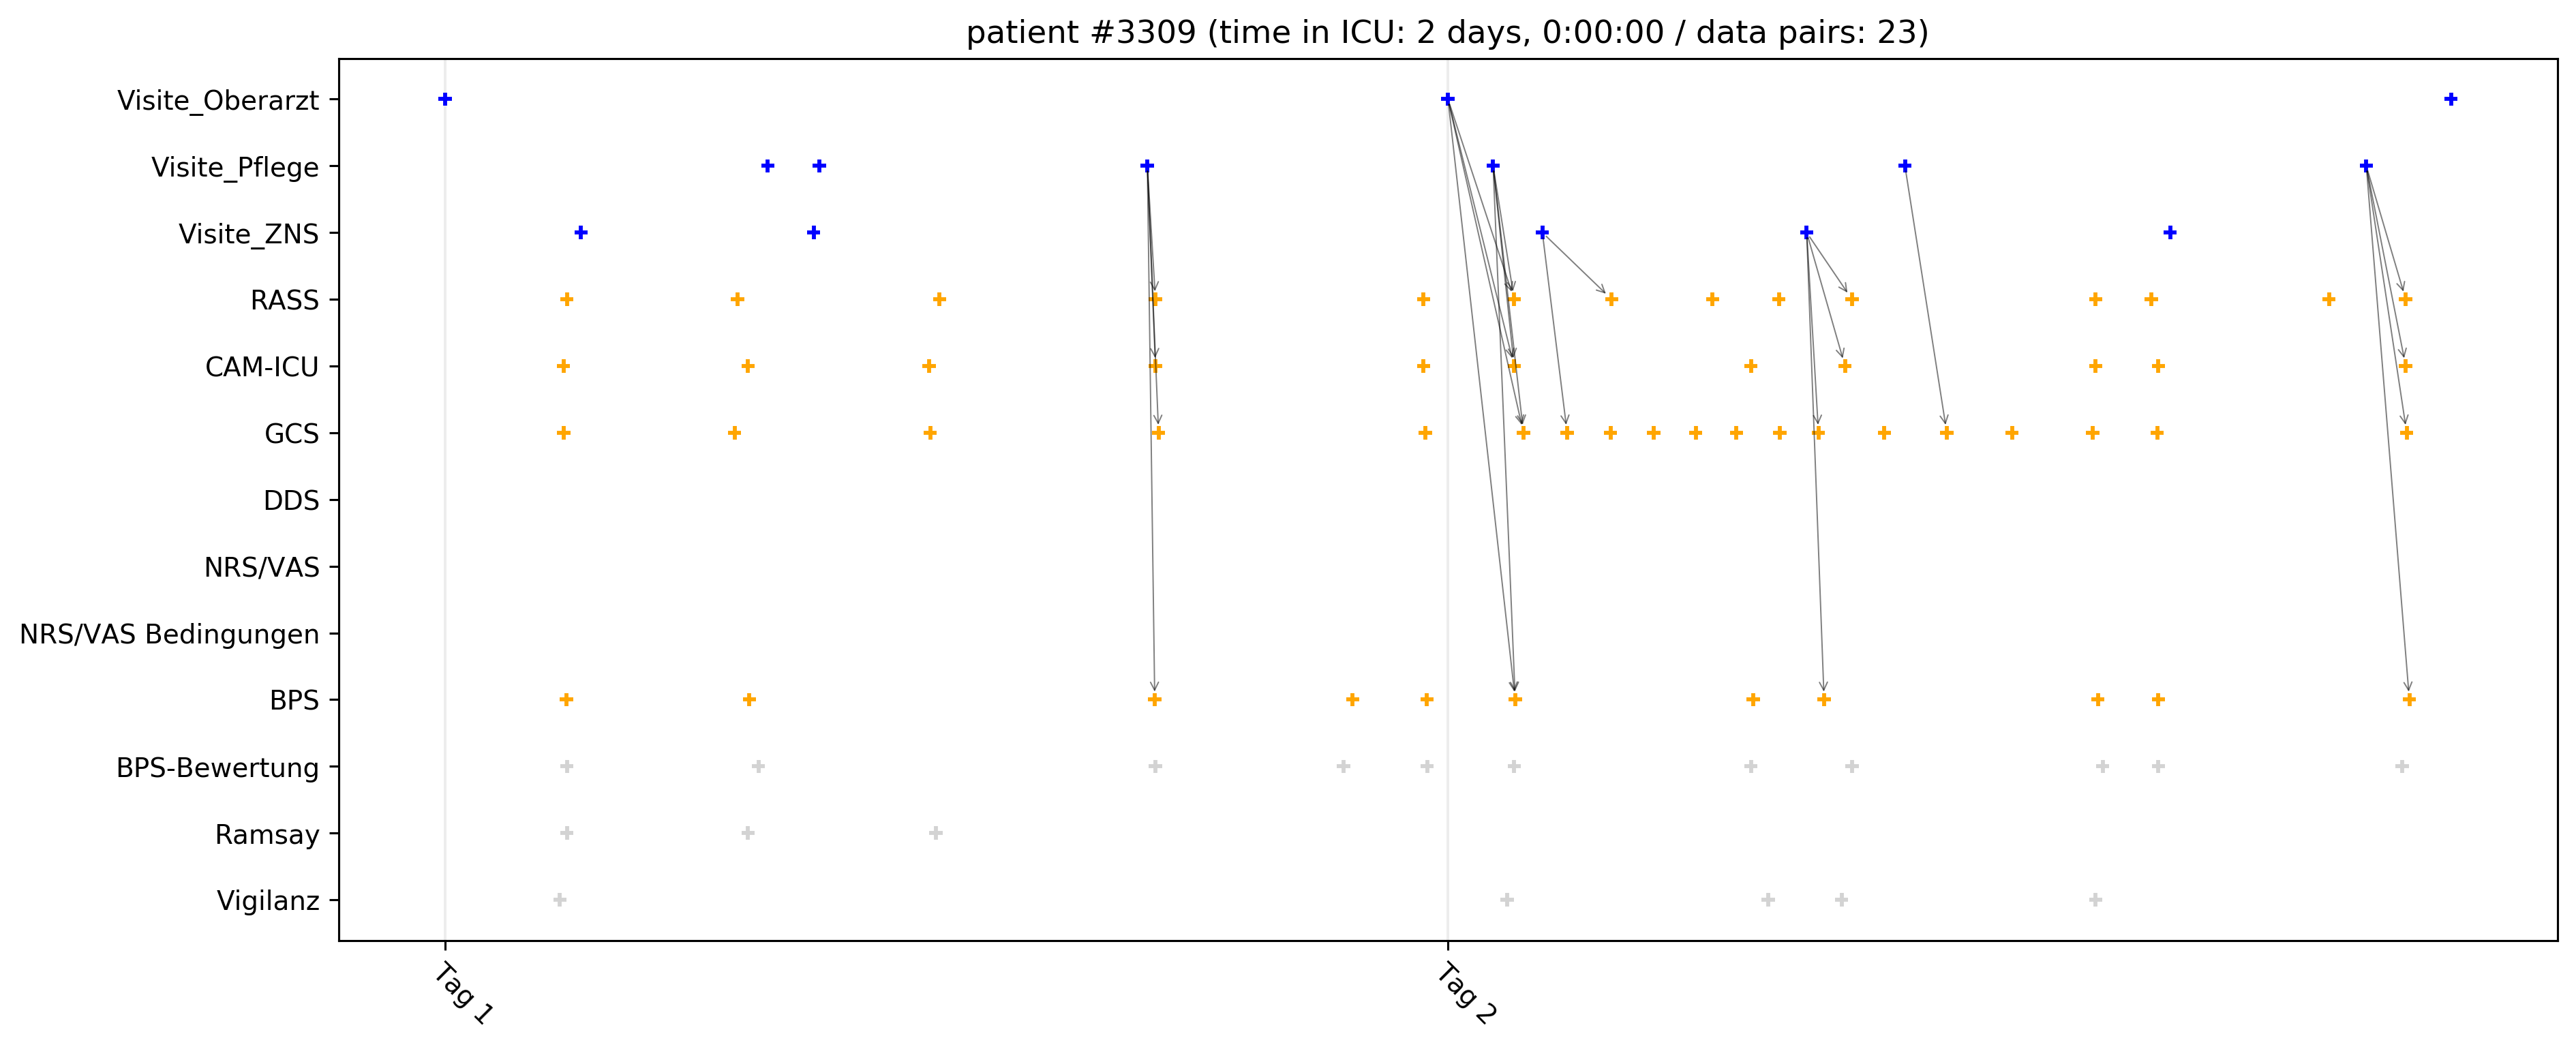 patient #3309 (time in ICU: 2 days, 0:00:00 / data pairs: 23)
Visite_Oberarzt
Visite_Pflege
Visite_ZNS
RASS
CAM-ICU
GCS
DDS
NRS/VAS
NRS/VAS Bedingungen
BPS
BPS-Bewertung
Ramsay
Vigilanz
Tag 1
Tag 2